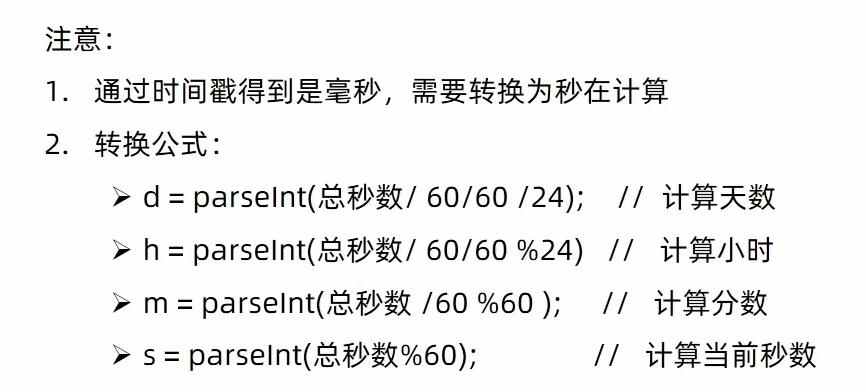 注意：
1. 通过时间戳得到是毫秒，需要转换为秒在计算
2. 转换公式：
➢ d = parseInt(总秒数/ 60/60 /24); // 计算天数
➢ h = parseInt(总秒数/ 60/60 %24) // 计算小时
➢ m = parseInt(总秒数 /60 %60 ); // 计算分数
➢ s = parseInt(总秒数%60); // 计算当前秒数